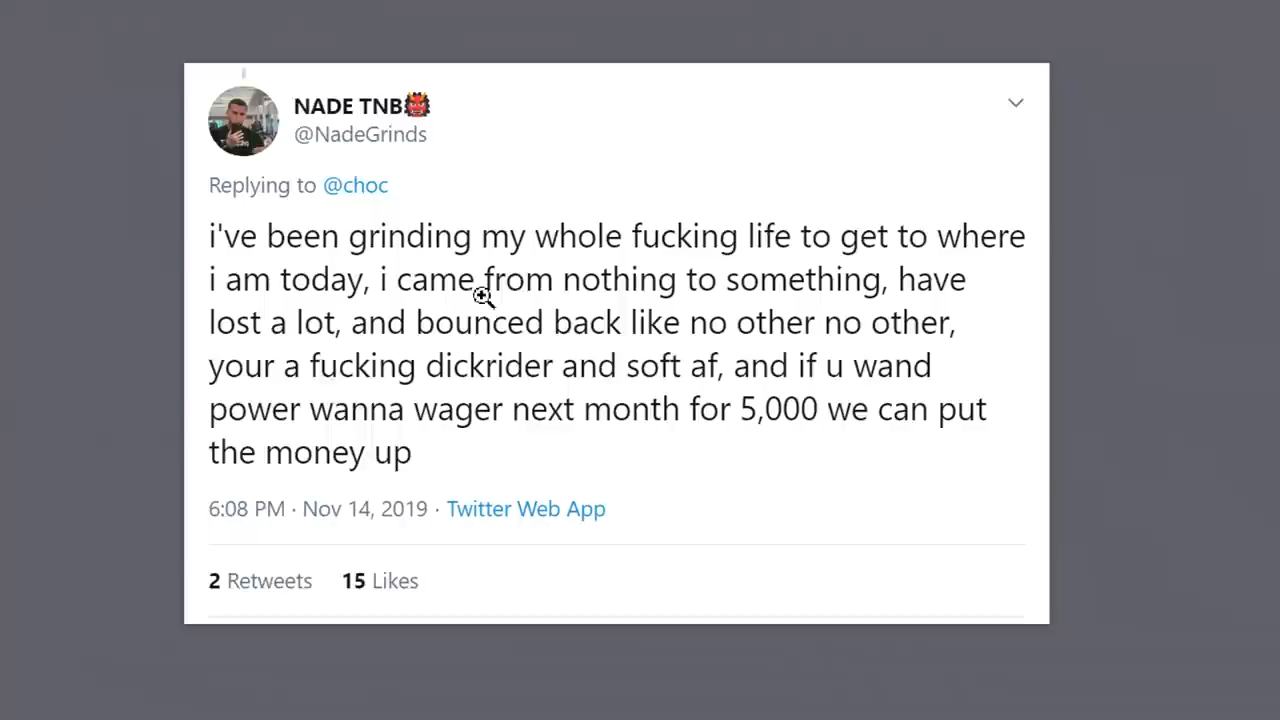 NADE TNB👹
@NadeGrinds
Replying to @choc
i've been grinding my whole fucking life to get to where
i am today, i came from nothing to something, have
lost a lot, and bounced back like no other no other,
your a fucking dickrider and soft af, and if u wand
power wanna wager next month for 5,000 we can put
the money up
6:08 PM · Nov 14, 2019 · Twitter Web App
2 Retweets 15 Likes